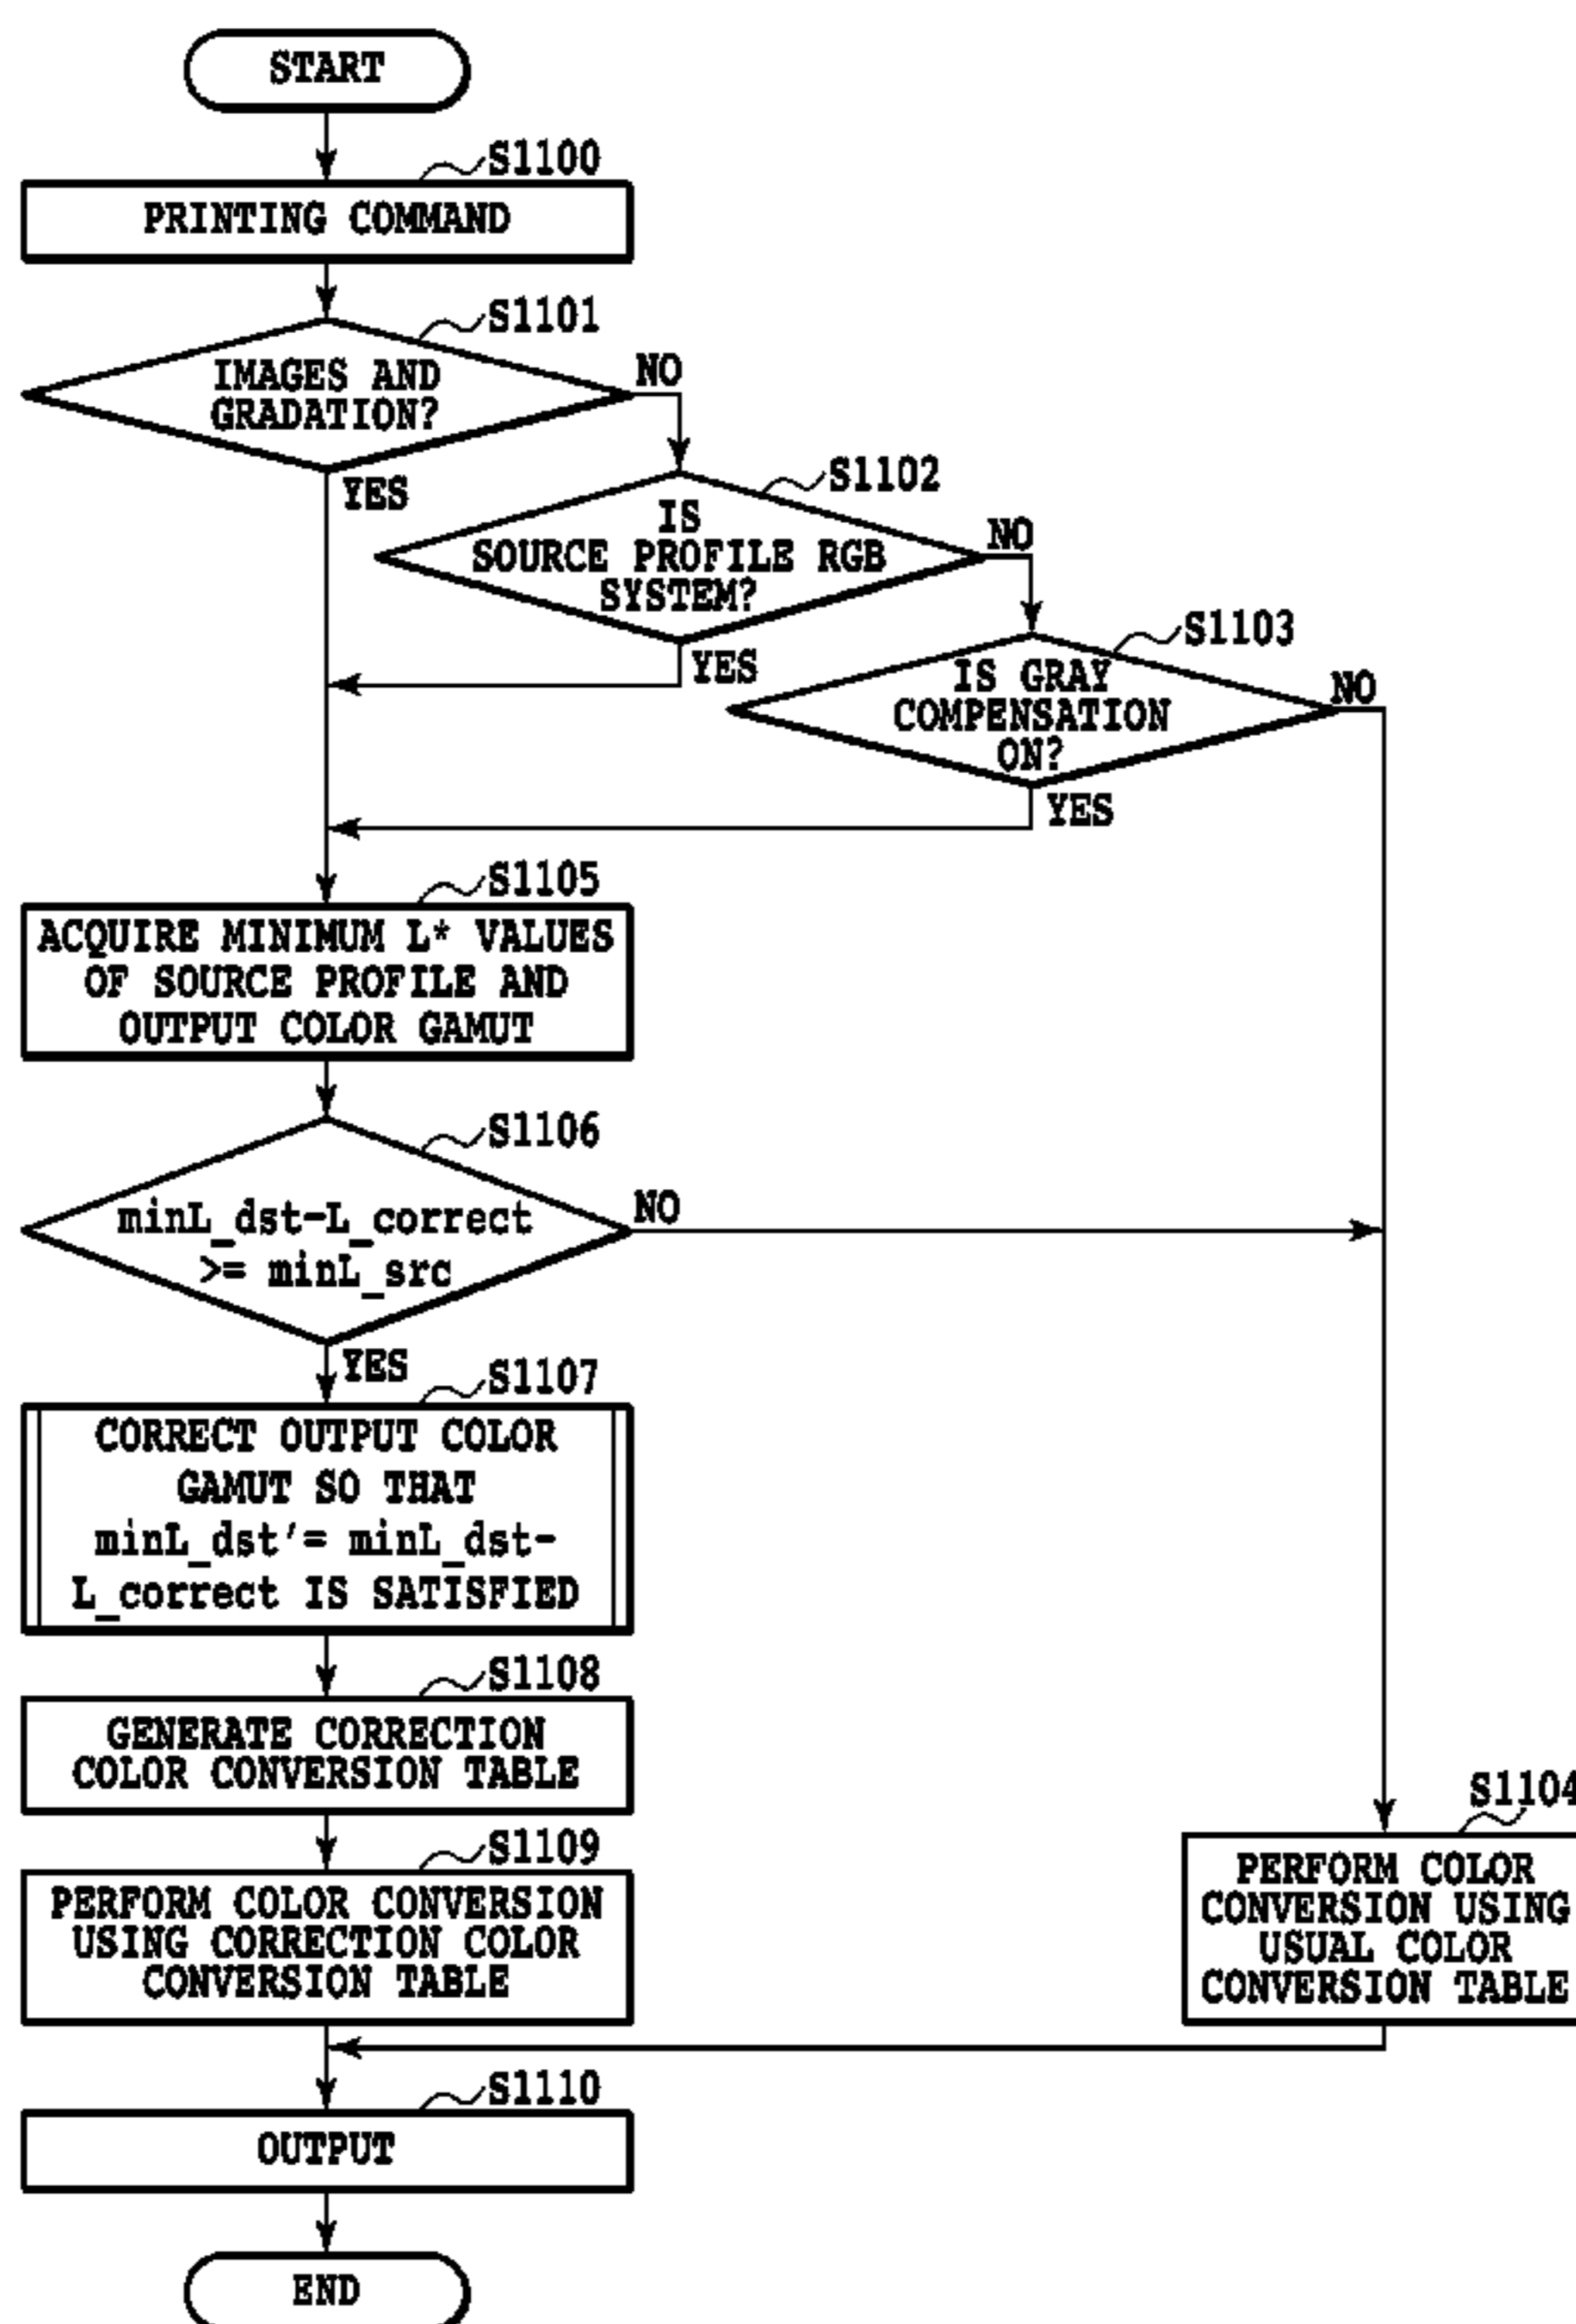 START
S1100
PRINTING COMMAND
S1101
IMAGES AND
GRADATION?
NO
YES
S1102
IS
SOURCE PROFILE RGB
SYSTEM?
NO
YES
S1103
IS GRAY
COMPENSATION
ON?
NO
YES
S1105
ACQUIRE MINIMUM L* VALUES
OF SOURCE PROFILE AND
OUTPUT COLOR GAMUT
S1106
minL_dst-L_correct
>= minL_src
NO
YES
S1107
CORRECT OUTPUT COLOR
GAMUT SO THAT
minL_dst′= minL_dst-
L_correct IS SATISFIED
S1108
GENERATE CORRECTION
COLOR CONVERSION TABLE
S1104
PERFORM COLOR
CONVERSION USING
USUAL COLOR
CONVERSION TABLE
S1109
PERFORM COLOR CONVERSION
USING CORRECTION COLOR
CONVERSION TABLE
S1110
OUTPUT
END